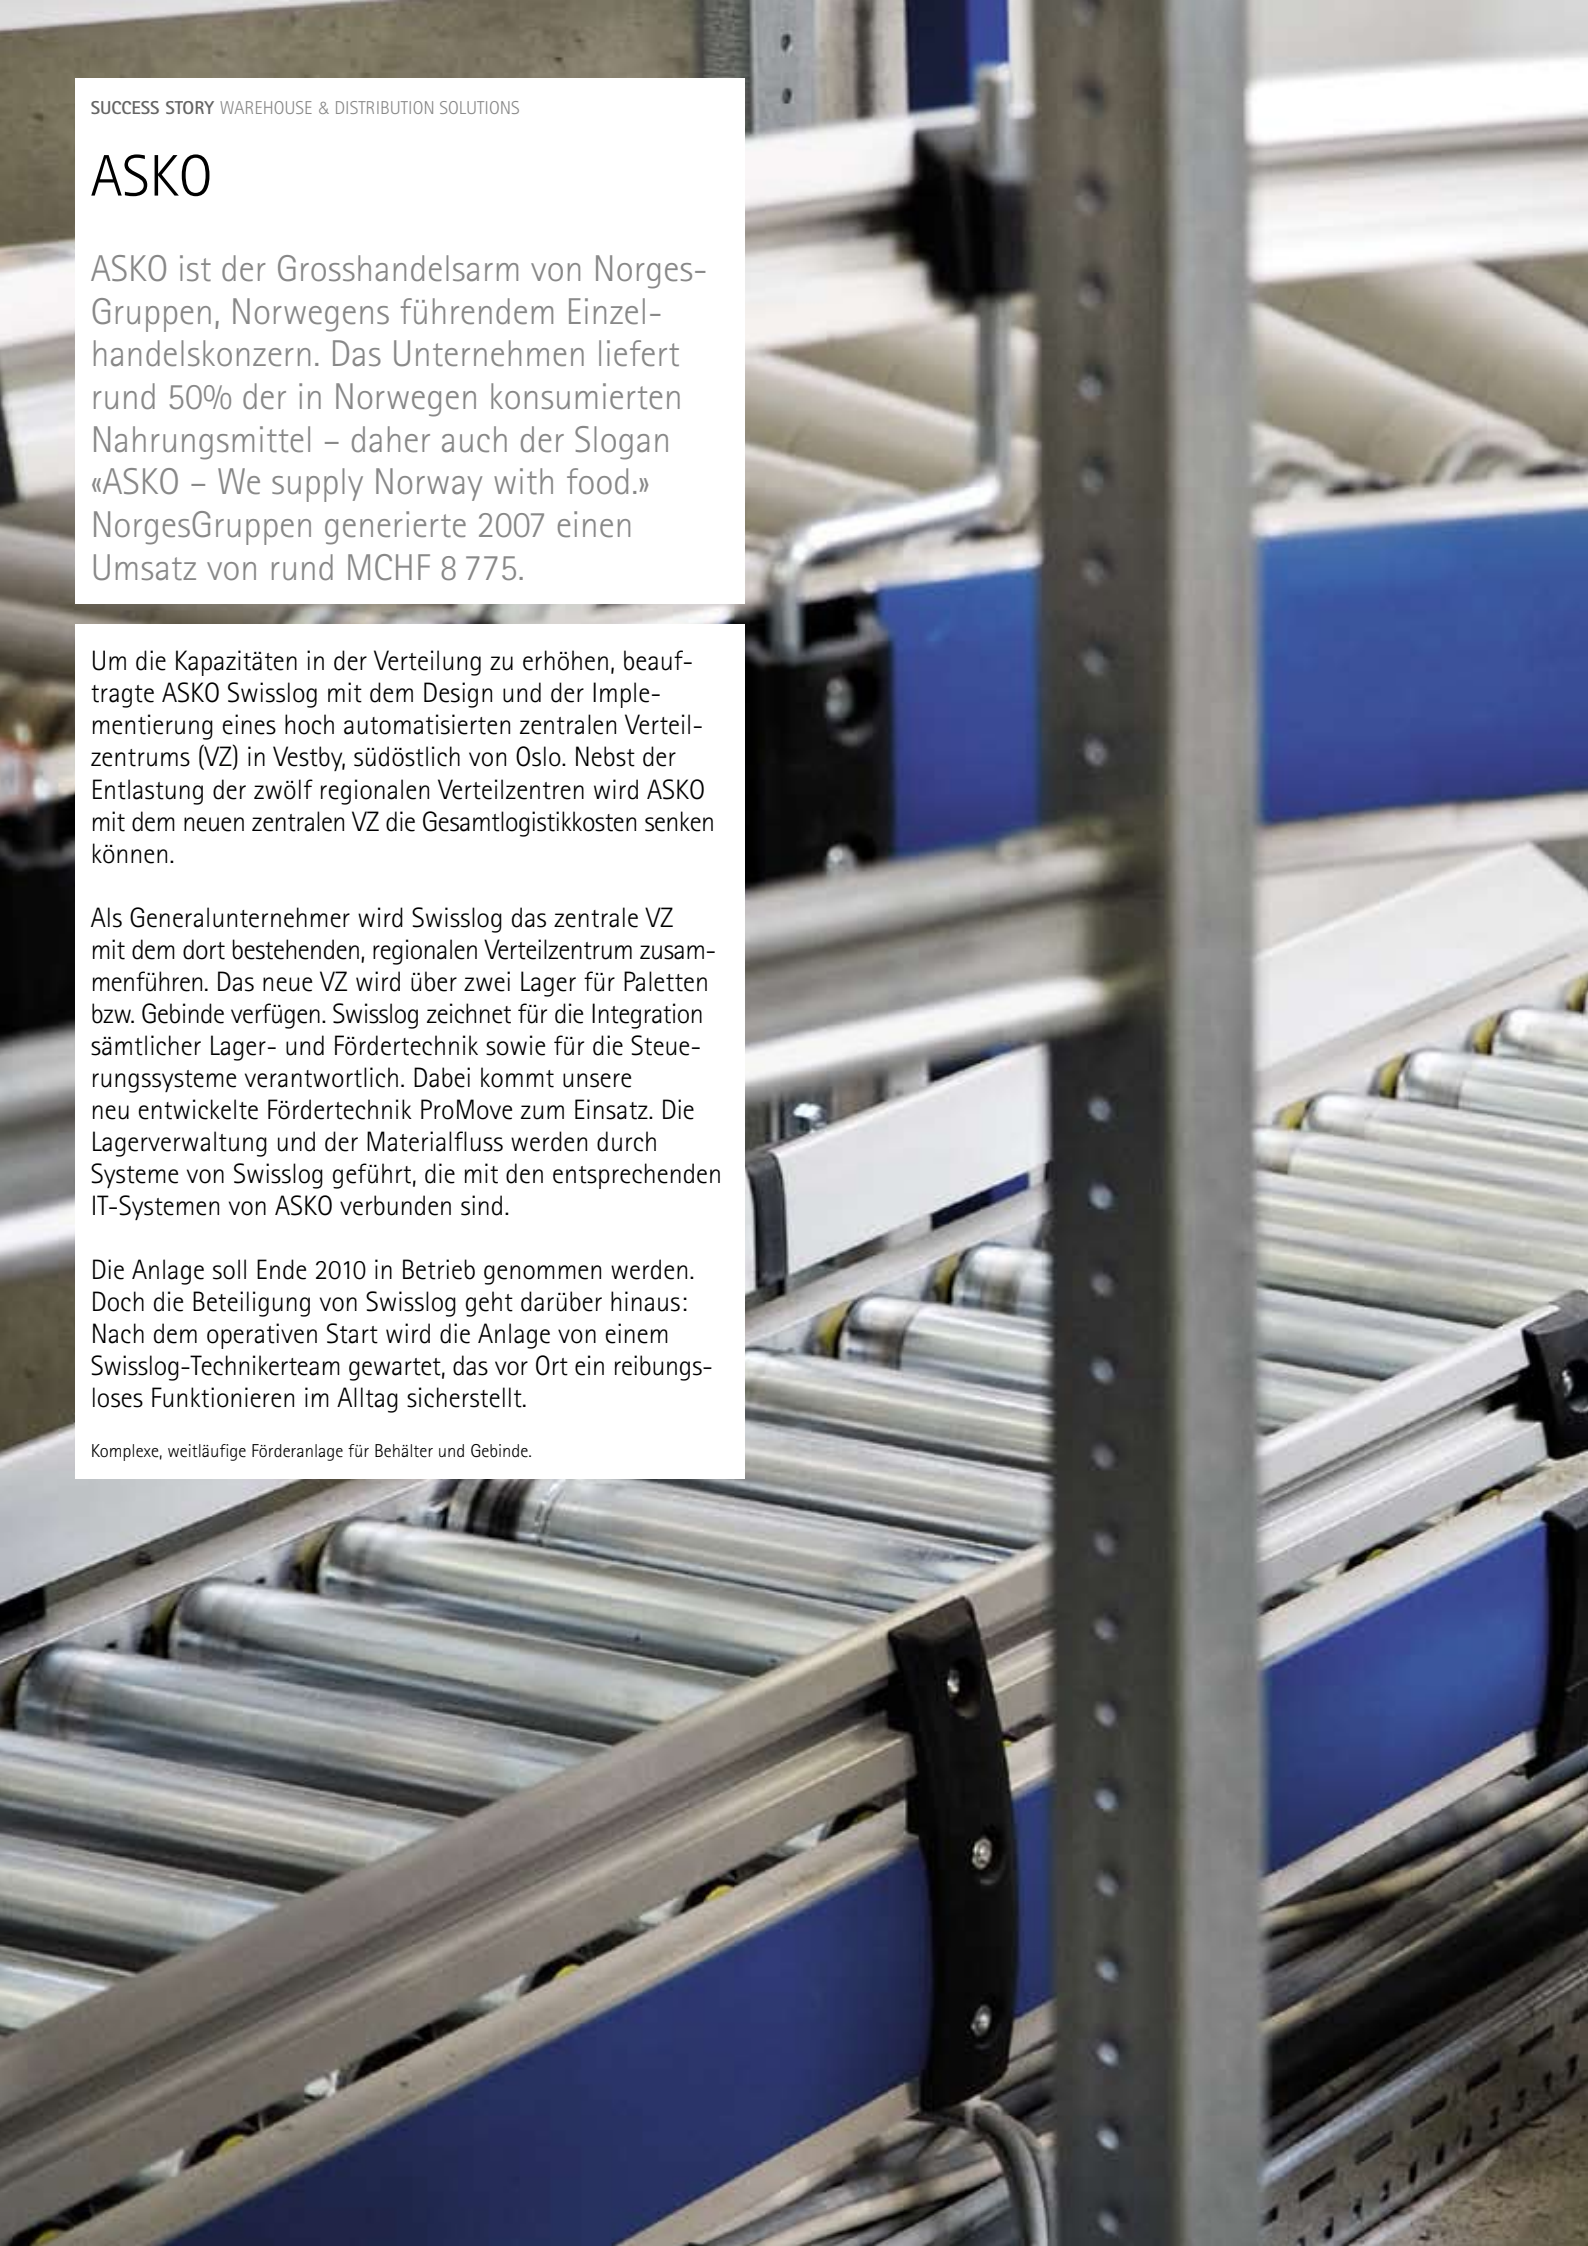 SUCCESS STORY WAREHOUSE & DISTRIBUTION SOLUTIONS
ASKO
ASKO ist der Grosshandelsarm von Norges-
Gruppen, Norwegens führendem Einzel-
handelskonzern. Das Unternehmen liefert
rund 50% der in Norwegen konsumierten
Nahrungsmittel – daher auch der Slogan
«ASKO – We supply Norway with food.»
NorgesGruppen generierte 2007 einen
Umsatz von rund MCHF 8 775.
Um die Kapazitäten in der Verteilung zu erhöhen, beauf-
tragte ASKO Swisslog mit dem Design und der Imple-
mentierung eines hoch automatisierten zentralen Verteil-
zentrums (VZ) in Vestby, südöstlich von Oslo. Nebst der
Entlastung der zwölf regionalen Verteilzentren wird ASKO
mit dem neuen zentralen VZ die Gesamtlogistikkosten senken
können.
Als Generalunternehmer wird Swisslog das zentrale VZ
mit dem dort bestehenden, regionalen Verteilzentrum zusam-
menführen. Das neue VZ wird über zwei Lager für Paletten
bzw. Gebinde verfügen. Swisslog zeichnet für die Integration
sämtlicher Lager- und Fördertechnik sowie für die Steue-
rungssysteme verantwortlich. Dabei kommt unsere
neu entwickelte Fördertechnik ProMove zum Einsatz. Die
Lagerverwaltung und der Materialfluss werden durch
Systeme von Swisslog geführt, die mit den entsprechenden
IT-Systemen von ASKO verbunden sind.
Die Anlage soll Ende 2010 in Betrieb genommen werden.
Doch die Beteiligung von Swisslog geht darüber hinaus:
Nach dem operativen Start wird die Anlage von einem
Swisslog-Technikerteam gewartet, das vor Ort ein reibungs-
loses Funktionieren im Alltag sicherstellt.
Komplexe, weitläufige Förderanlage für Behälter und Gebinde.